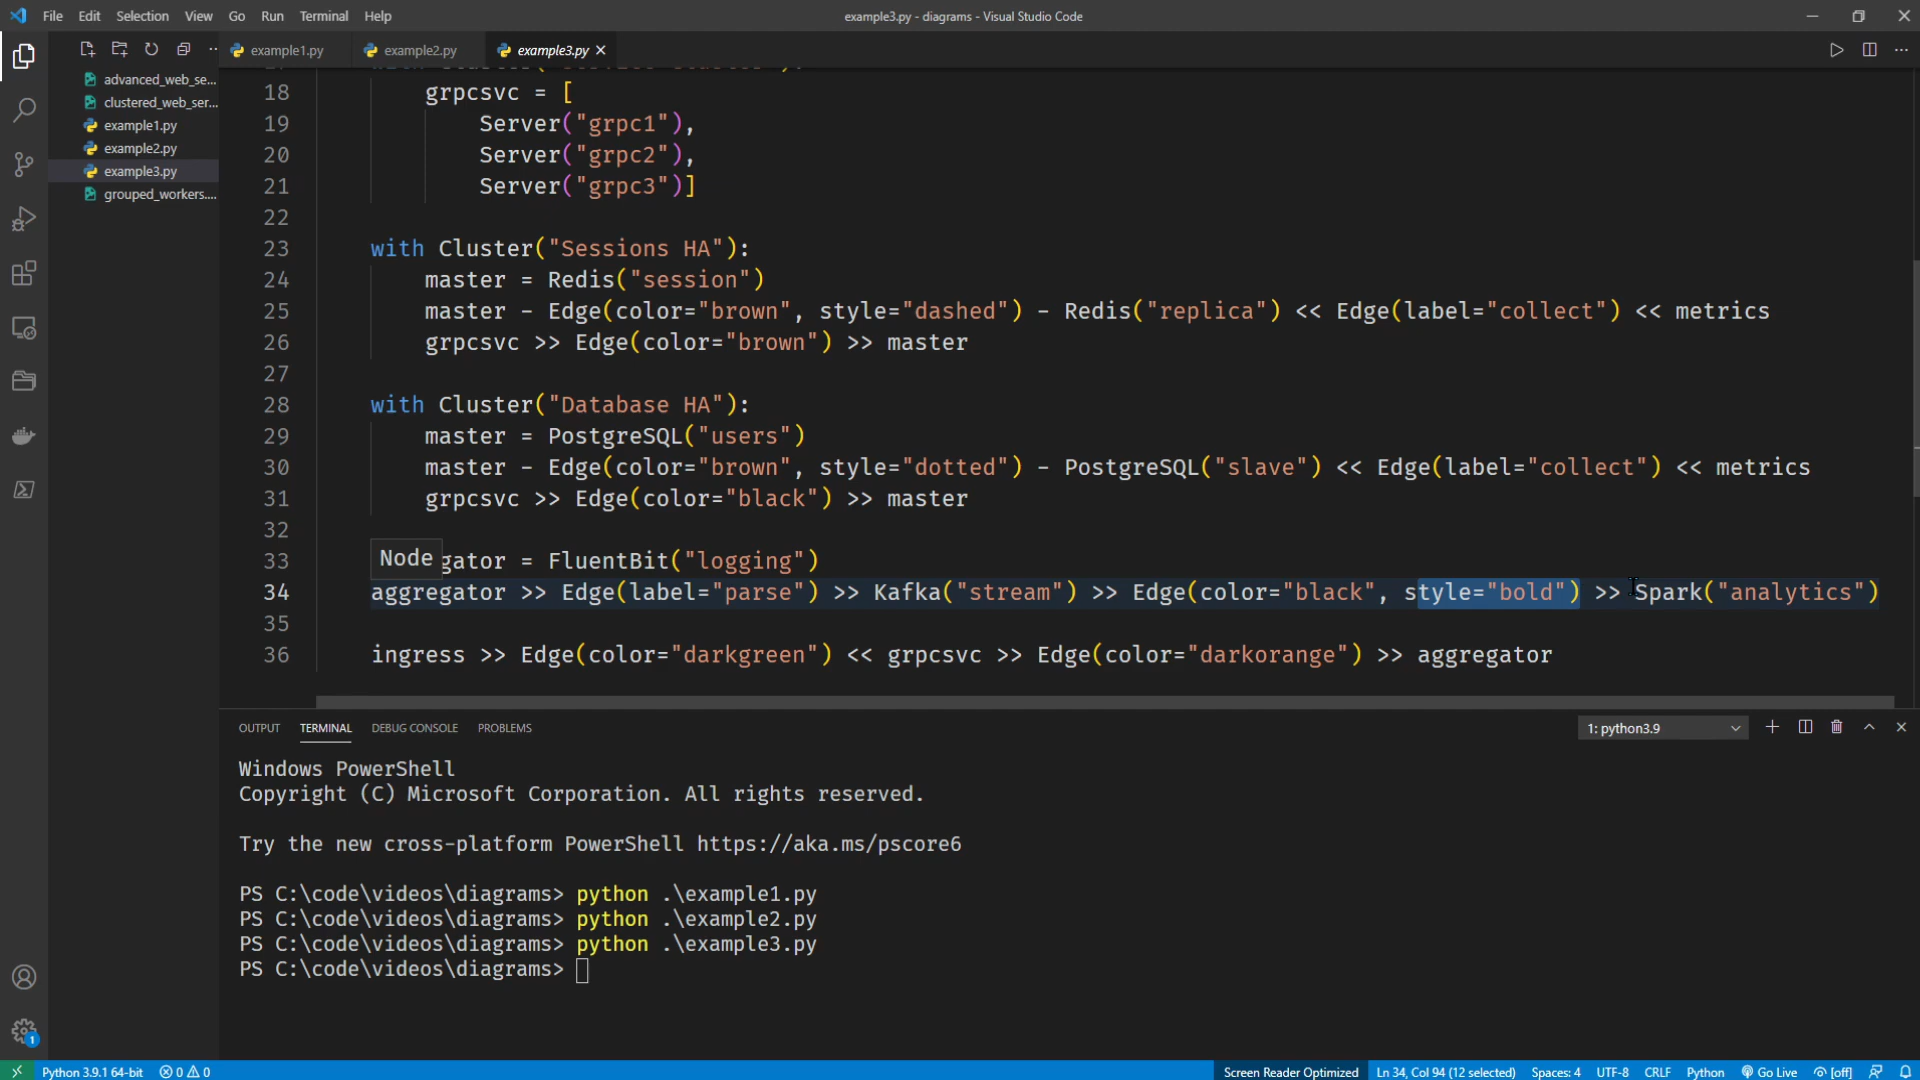 File Edit Selection View Go Run Terminal Help
example3.py - diagrams - Visual Studio Code
example1.py
example2.py
example3.py
advanced_web_se...
clustered_web_ser...
example1.py
example2.py
example3.py
grouped_workers....
18 grpcsvc = [
19 Server("grpc1"),
20 Server("grpc2"),
21 Server("grpc3")]
22
23 with Cluster("Sessions HA"):
24 master = Redis("session")
25 master - Edge(color="brown", style="dashed") - Redis("replica") << Edge(label="collect") << metrics
26 grpcsvc >> Edge(color="brown") >> master
27
28 with Cluster("Database HA"):
29 master = PostgreSQL("users")
30 master - Edge(color="brown", style="dotted") - PostgreSQL("slave") << Edge(label="collect") << metrics
31 grpcsvc >> Edge(color="black") >> master
32
Node
33 gator = FluentBit("logging")
34 aggregator >> Edge(label="parse") >> Kafka("stream") >> Edge(color="black", style="bold") >> Spark("analytics")
35
36 ingress >> Edge(color="darkgreen") << grpcsvc >> Edge(color="darkorange") >> aggregator
OUTPUT TERMINAL DEBUG CONSOLE PROBLEMS
1: python3.9
Windows PowerShell
Copyright (C) Microsoft Corporation. All rights reserved.
Try the new cross-platform PowerShell https://aka.ms/pscore6
PS C:\code\videos\diagrams> python .\example1.py
PS C:\code\videos\diagrams> python .\example2.py
PS C:\code\videos\diagrams> python .\example3.py
PS C:\code\videos\diagrams>
1
Python 3.9.1 64-bit 0 0
Screen Reader Optimized Ln 34, Col 94 (12 selected) Spaces: 4 UTF-8 CRLF Python Go Live [off]